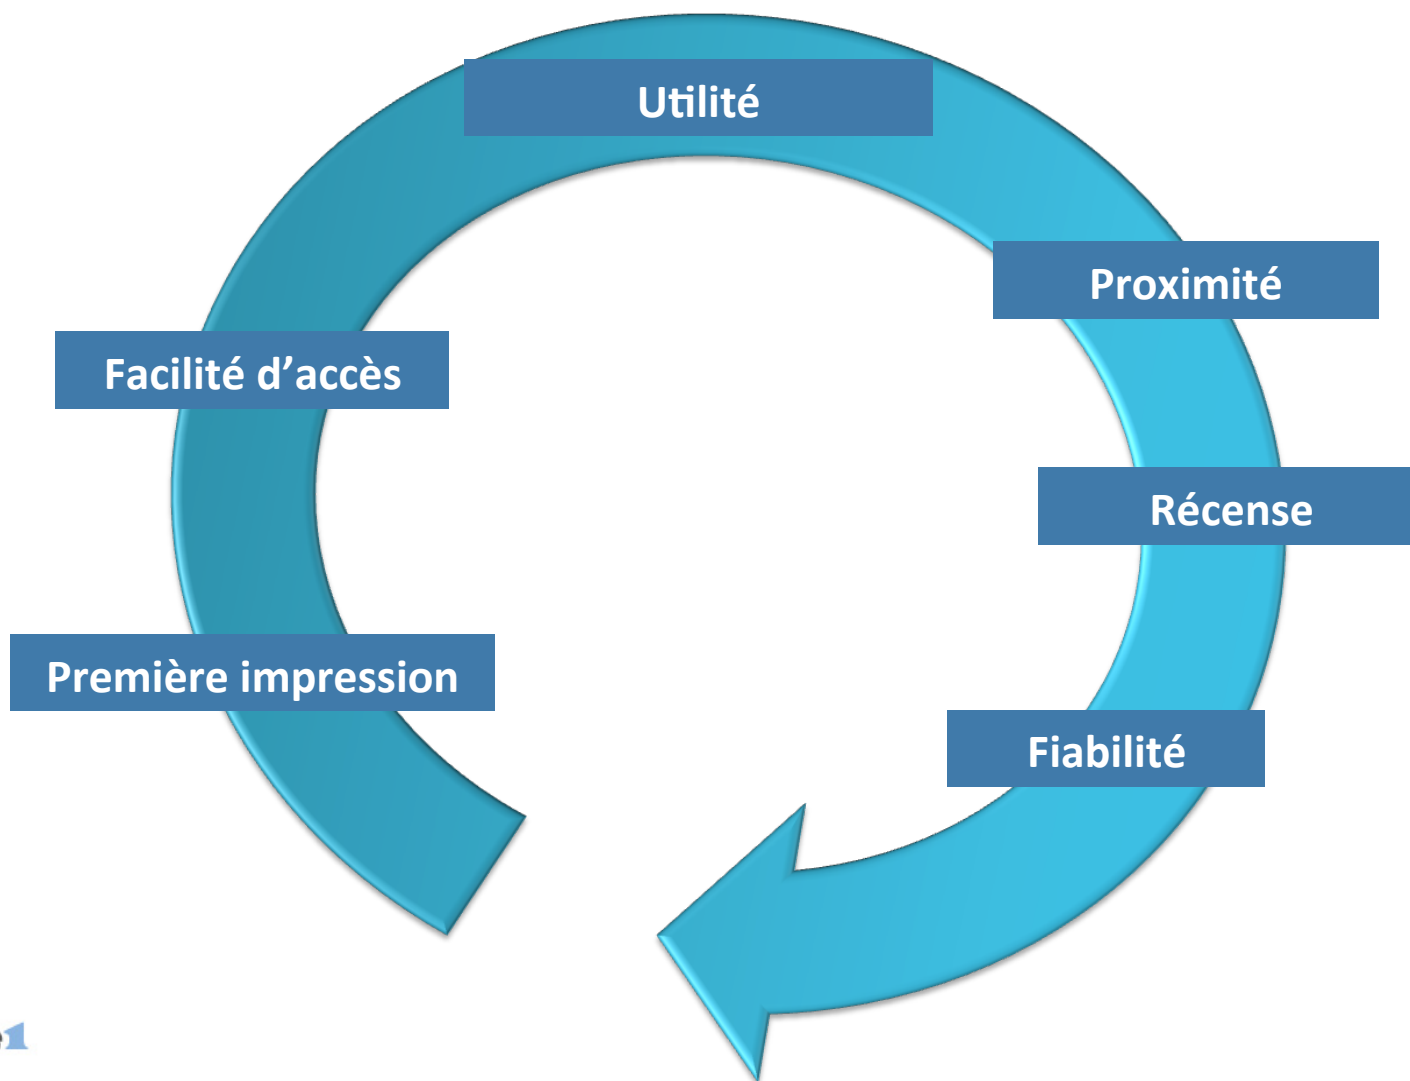 Utilité
Proximité
Facilité d’accès
Récense
Première impression
Fiabilité